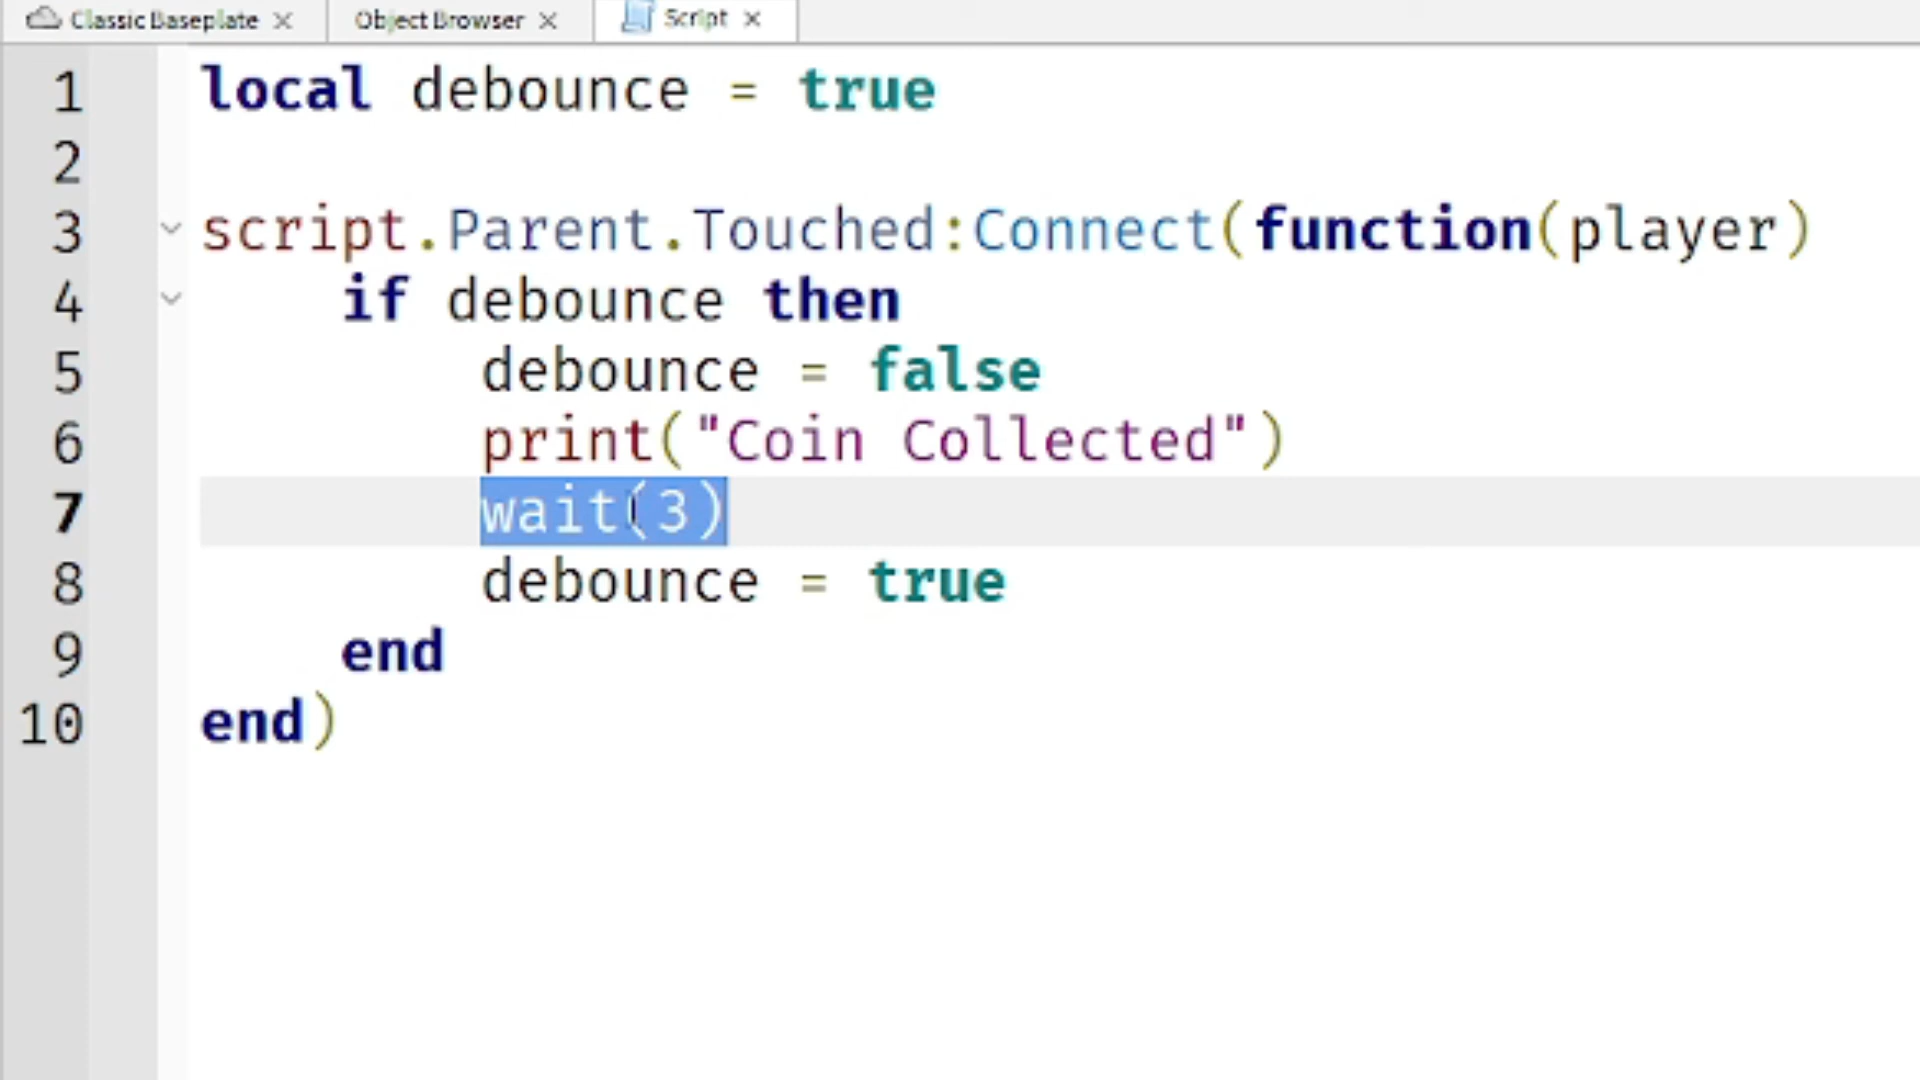 Classic Baseplate × Object Browser × Script ×
1 local debounce = true
2
3 script.Parent.Touched:Connect(function(player)
4 if debounce then
5 debounce = false
6 print("Coin Collected")
7 wait(3)
8 debounce = true
9 end
10 end)